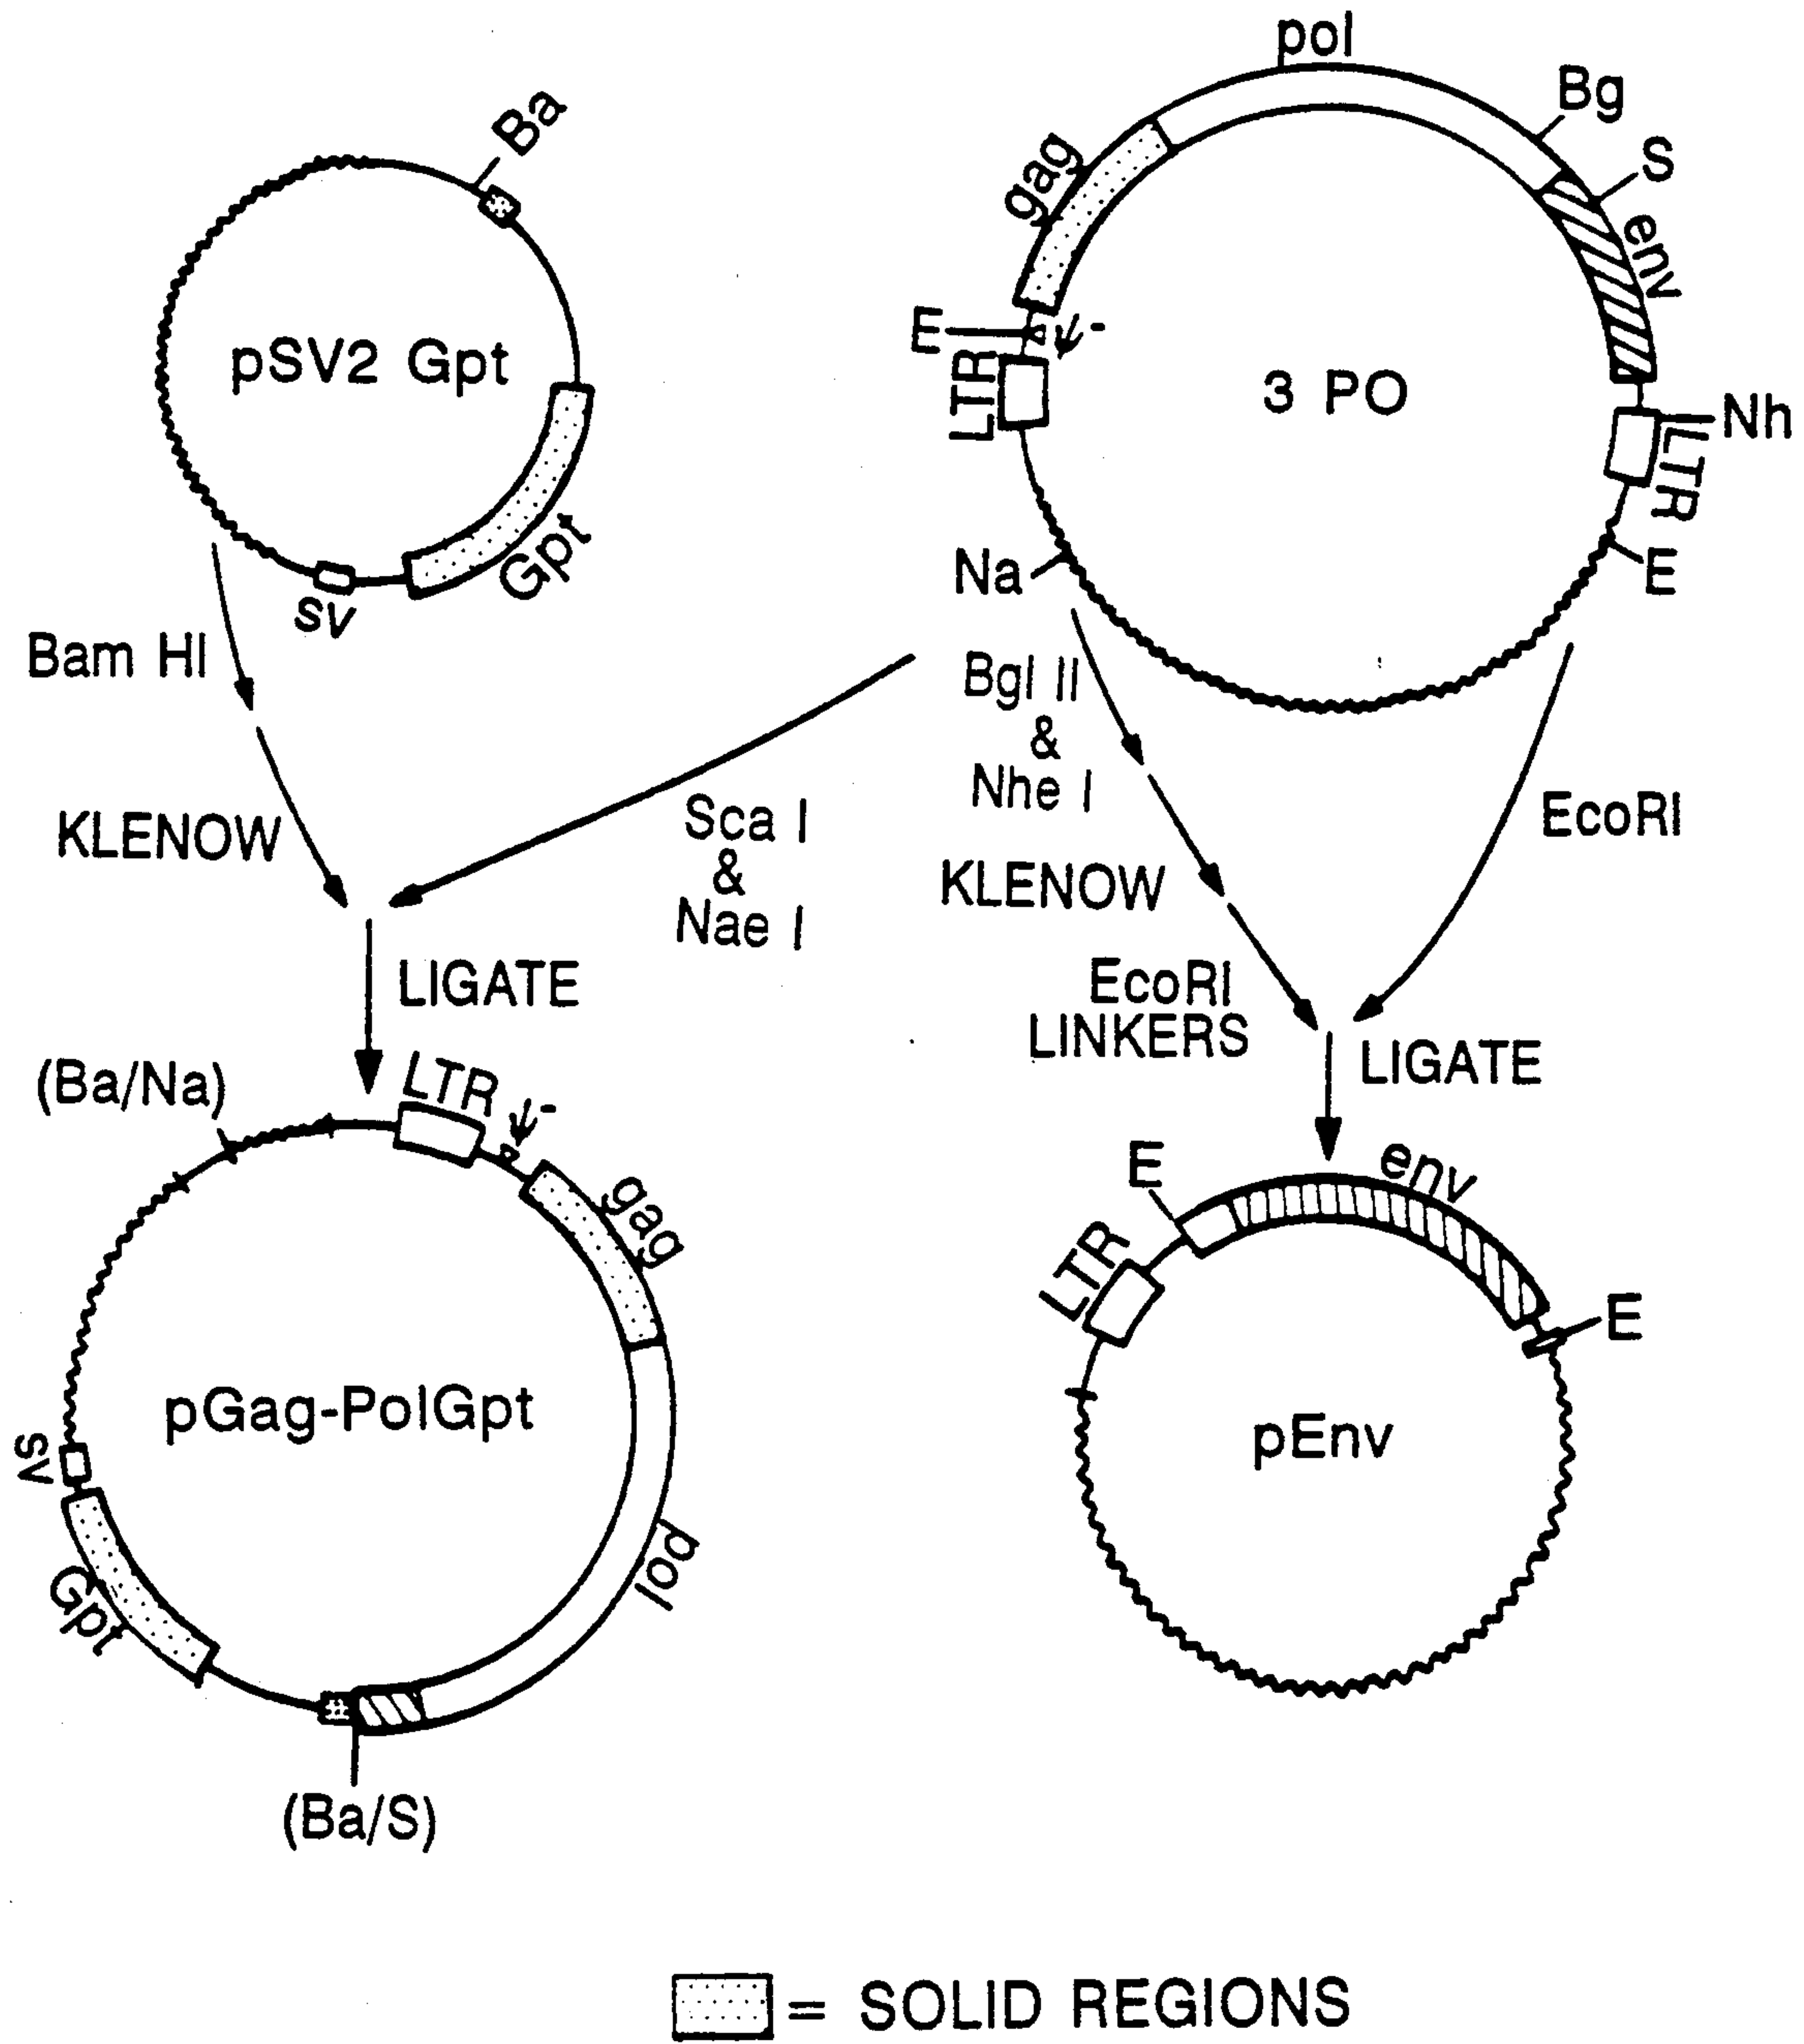 Ba
pSV2 Gpt
Gpt
SV
pol
Bg
S
gag
env
E
ψ-
LTR
3 PO
Nh
LTR
Na
E
Bam HI
KLENOW
Sca I
&
Nae I
Bgl II
&
Nhe I
KLENOW
EcoRI
EcoRI
LINKERS
LIGATE
LIGATE
(Ba/Na)
LTR
ψ-
gag
pGag-PolGpt
SV
Gpt
pol
(Ba/S)
E
env
LTR
E
pEnv
= SOLID REGIONS